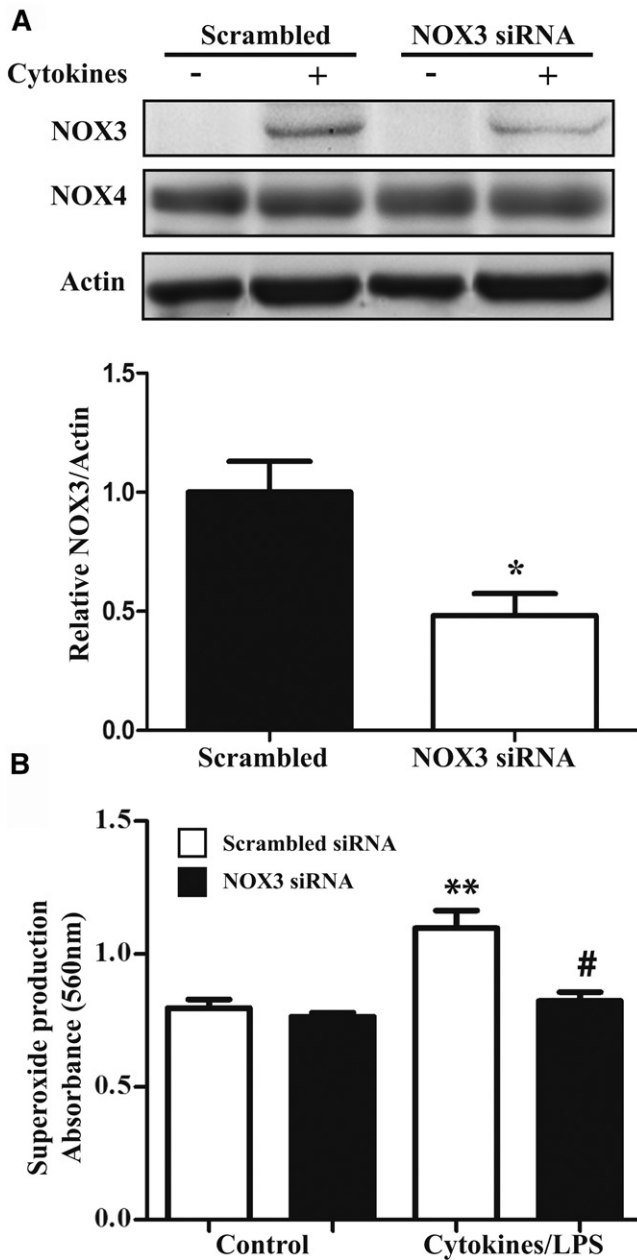 A
Scrambled NOX3 siRNA
Cytokines - + - +
NOX3
NOX4
Actin
Relative NOX3/Actin
1.5
1.0
0.5
0.0
*
Scrambled NOX3 siRNA
B
Superoxide production
Absorbance (560nm)
1.5
1.0
0.5
0.0
Scrambled siRNA
NOX3 siRNA
**
#
Control Cytokines/LPS